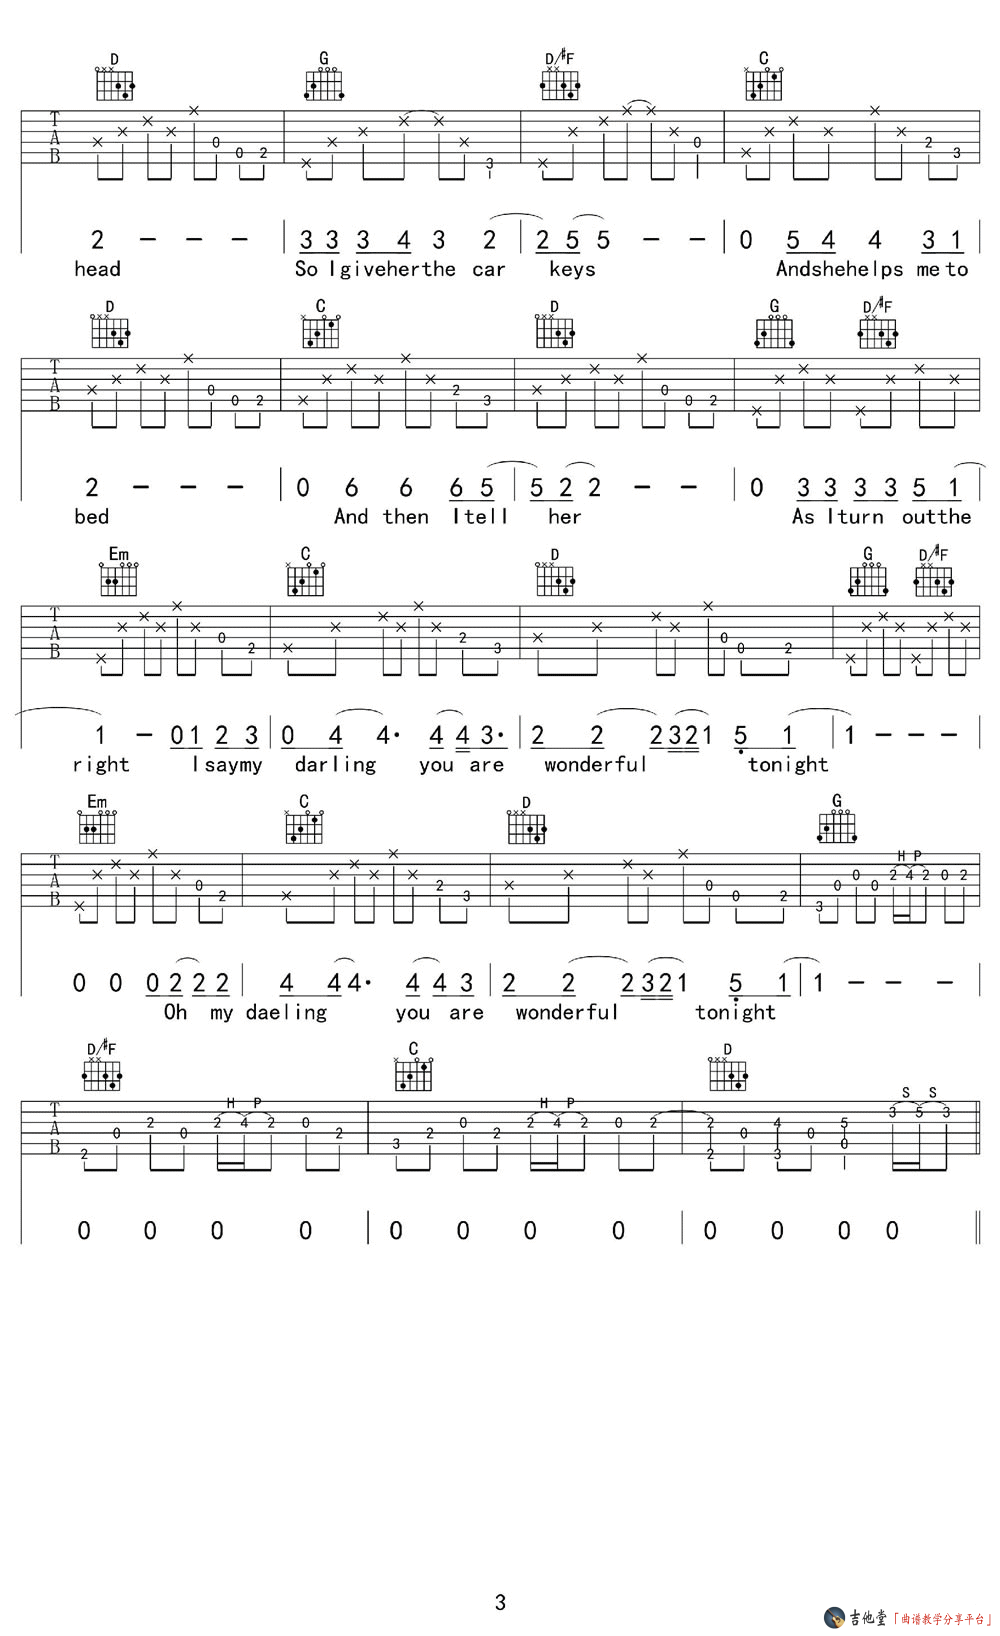 D G D/#F C
T A B 0 0 2 3 0 2 3
2 - - - 3 3 3 4 3 2 2 5 5 - - 0 5 4 4 3 1
head So Igiveherthe car keys Andshehelps me to
D C D G D/#F
T A B 0 0 2 2 3 0 0 2
2 - - - 0 6 6 6 5 5 2 2 - - 0 3 3 3 3 5 1
bed And then Itell her As Iturn outthe
Em C D G D/#F
T A B 0 2 2 3 0 0 2
1 - 0 1 2 3 0 4 4· 4 4 3· 2 2 2 3 2 1 5 1 1 - - -
right Isaymy darling you are wonderful tonight
Em C D G
H P
T A B 0 2 2 3 0 0 2 3 0 0 0 2 4 2 0 2
0 0 0 2 2 2 4 4 4· 4 4 3 2 2 2 3 2 1 5 1 1 - - -
Oh my daeling you are wonderful tonight
D/#F C D
H P H P S S
T A B 2 0 2 0 2 4 2 0 2 3 2 0 2 2 4 2 0 2 2 2 0 4 3 0 5 0 3 5 3
0 0 0 0 0 0 0 0 0 0 0 0
3
吉他堂「曲谱教学分享平台」